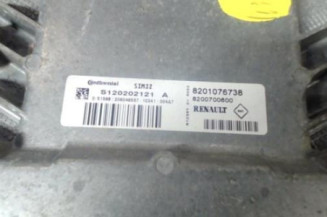 Continental SIM32
S120202121 A
8201076738
8200700600
RENAULT